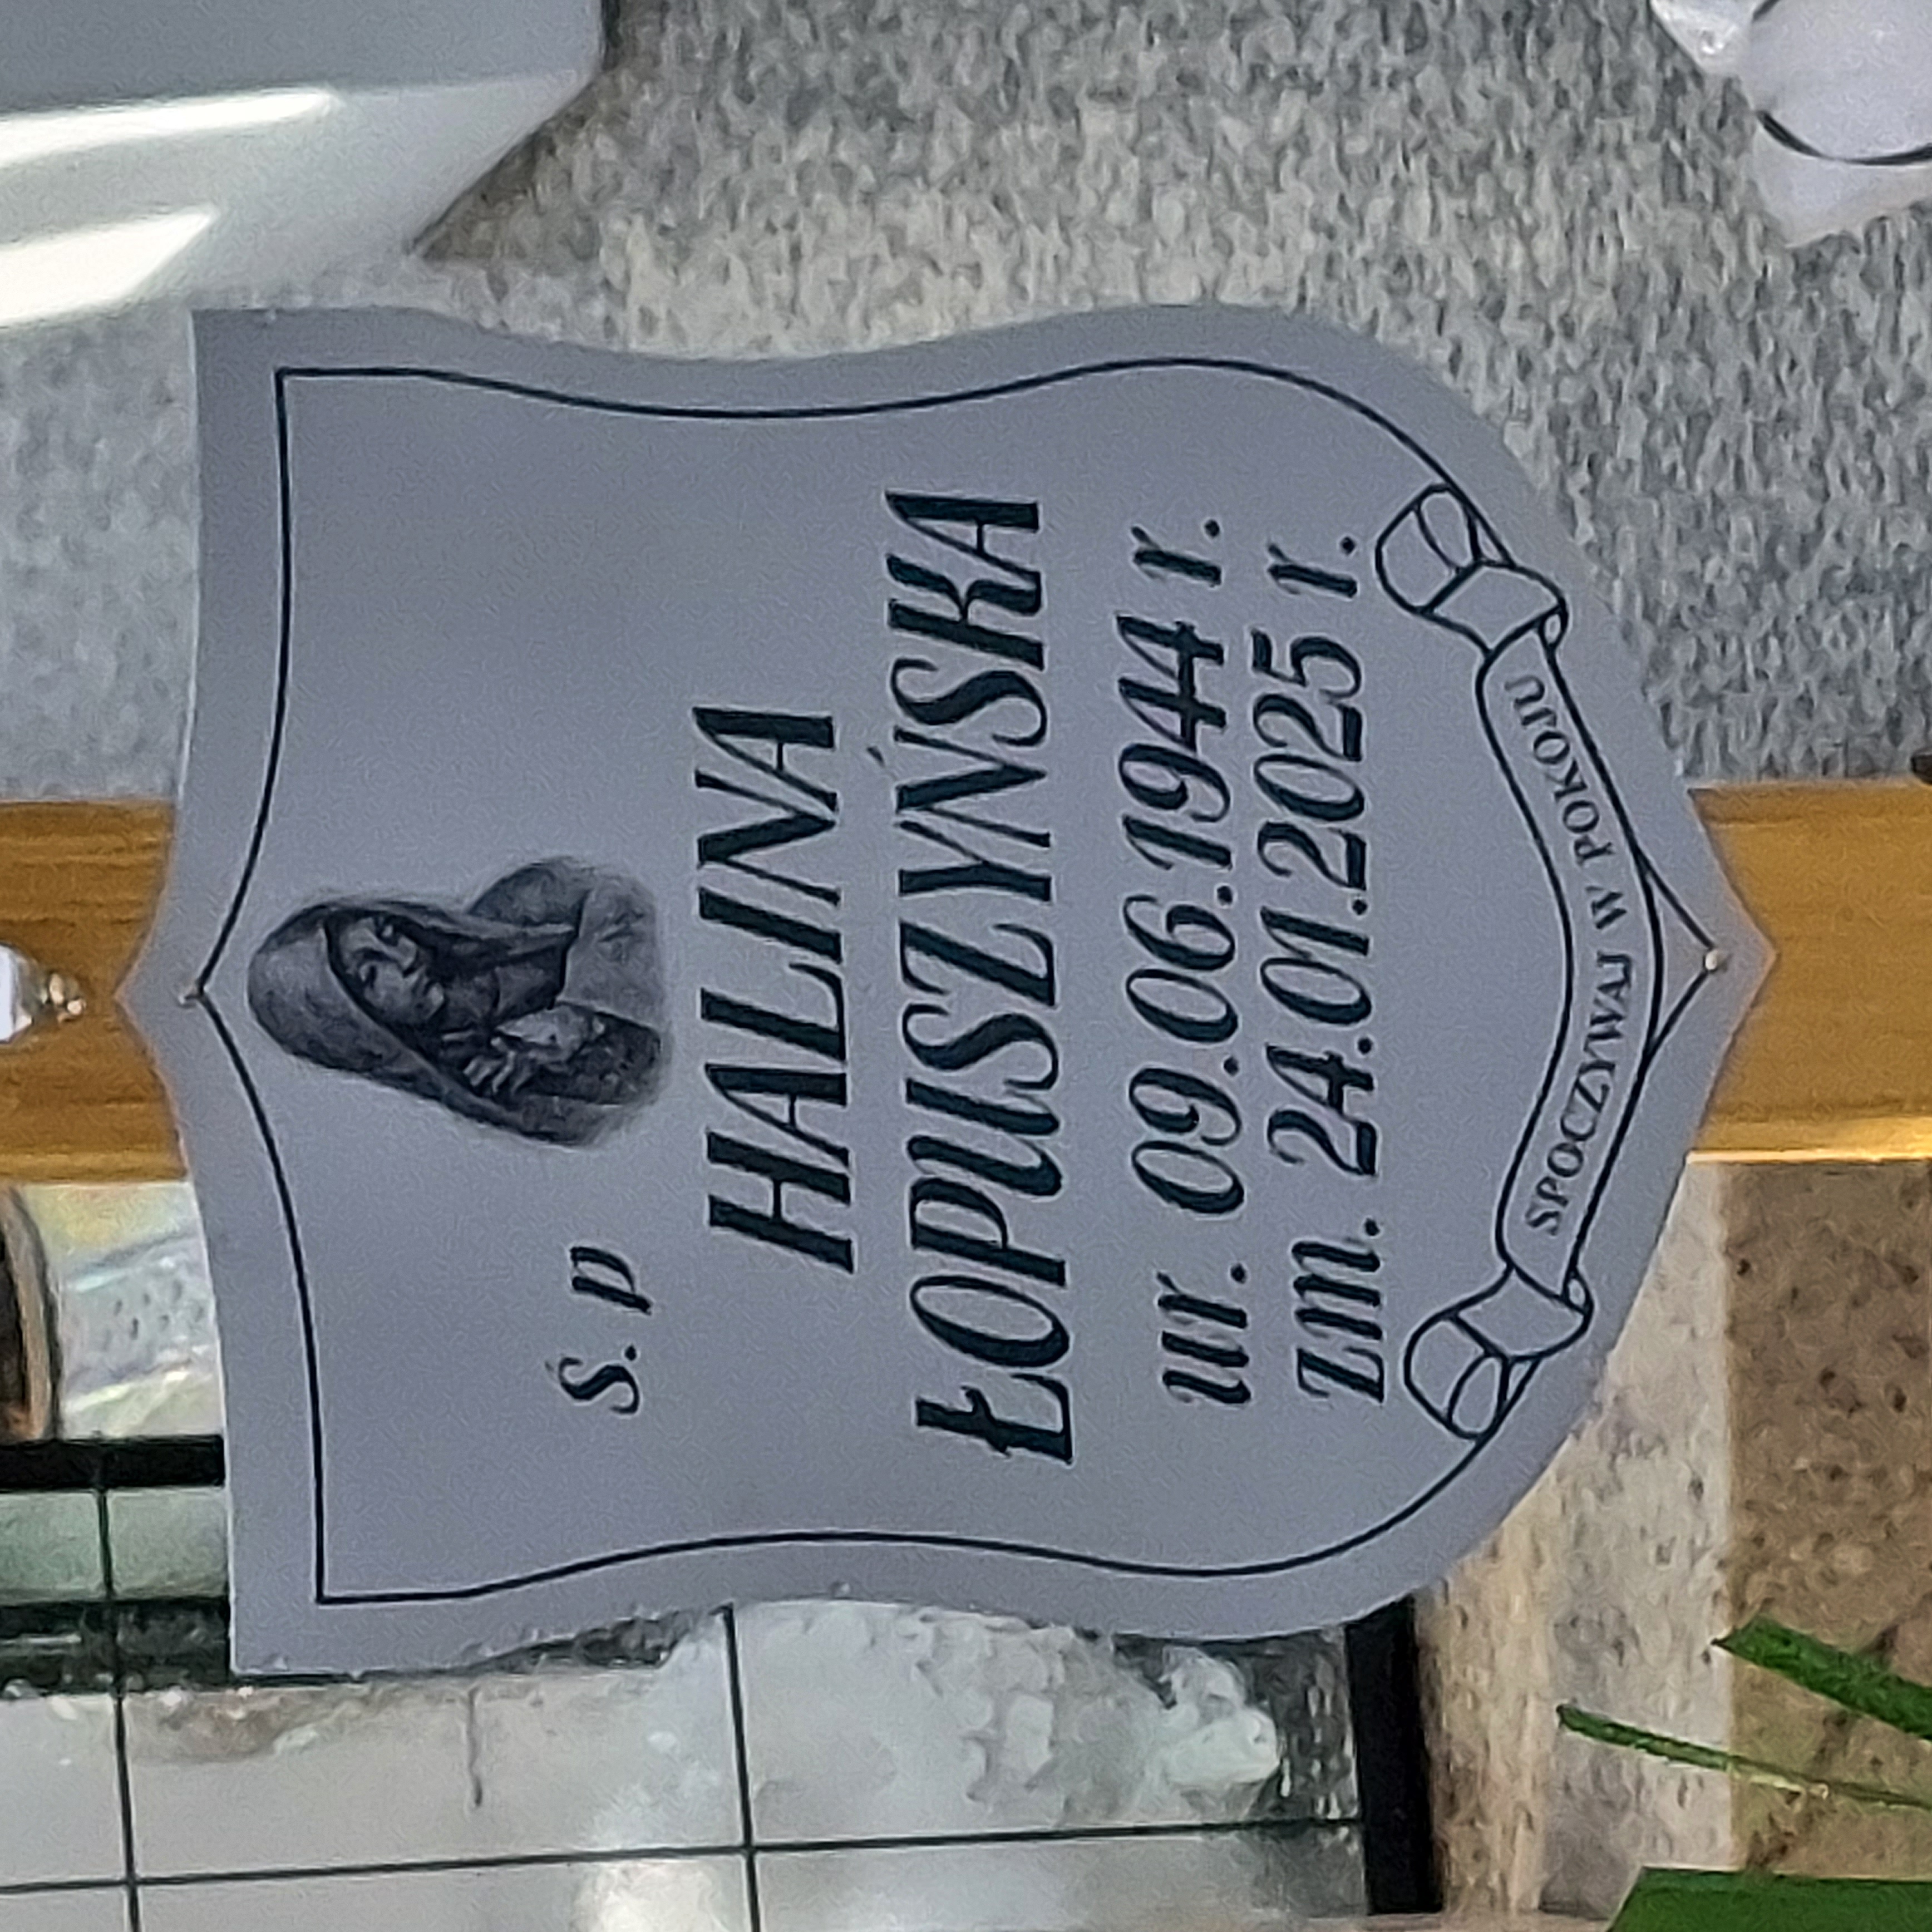 Ś. P
HALINA
ŁOPUSZYŃSKA
ur. 09.06.1944 r.
zm. 24.01.2025 r.
SPOCZYWAJ W POKOJU